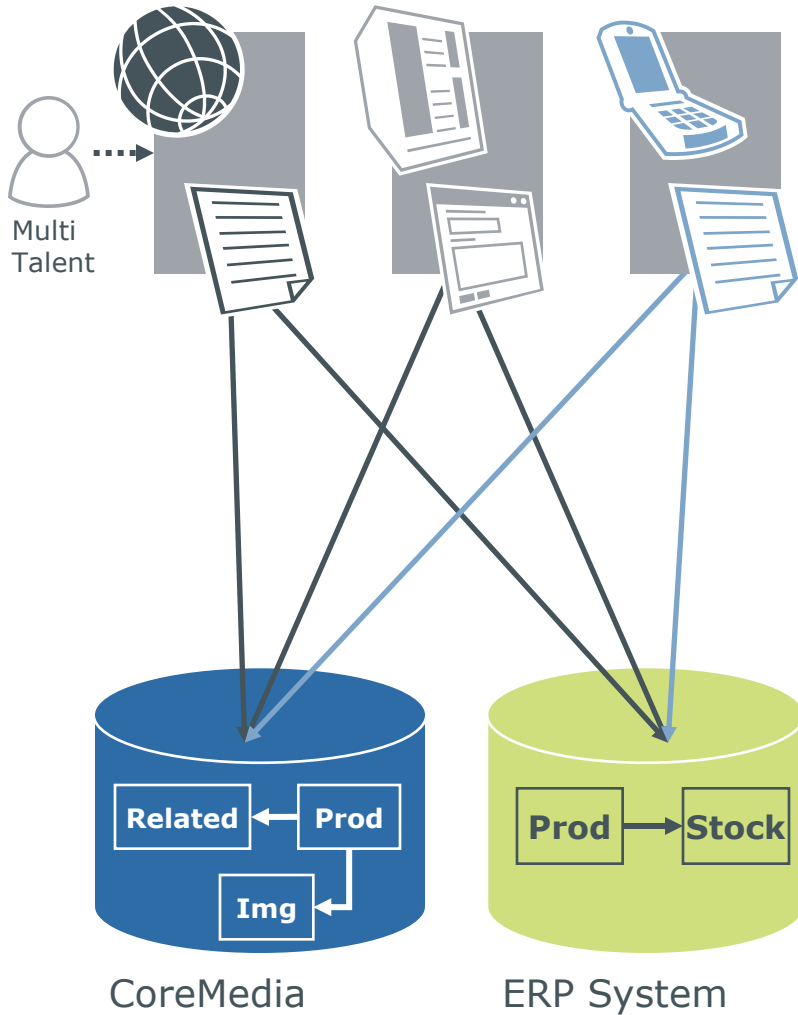 Multi
Talent
Related
Prod
Img
Prod
Stock
CoreMedia
ERP System